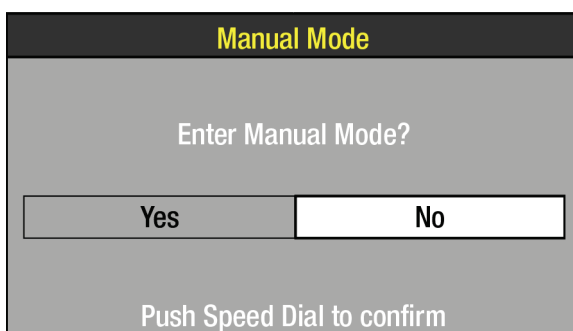 Manual Mode
Enter Manual Mode?
Yes No
Push Speed Dial to confirm